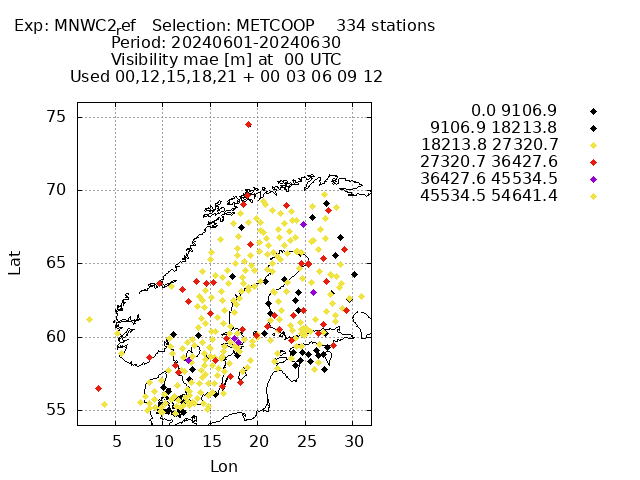 Exp: MNWC2ref   Selection: METCOOP    334 stations
Period: 20240601-20240630
Visibility mae [m] at  00 UTC
Used 00,12,15,18,21 + 00 03 06 09 12
0.0 9106.9
9106.9 18213.8
18213.8 27320.7
27320.7 36427.6
36427.6 45534.5
45534.5 54641.4
75
70
65
60
55
Lat
5 10 15 20 25 30
Lon